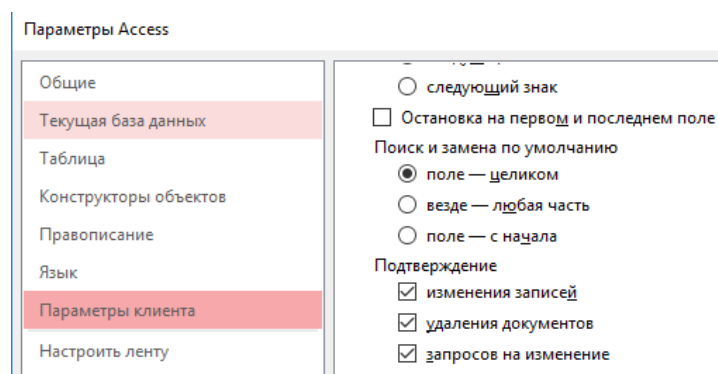 Параметры Access
Общие
Текущая база данных
Таблица
Конструкторы объектов
Правописание
Язык
Параметры клиента
Настроить ленту
следующий знак
Остановка на первом и последнем поле
Поиск и замена по умолчанию
поле — целиком
везде — любая часть
поле — с начала
Подтверждение
изменения записей
удаления документов
запросов на изменение